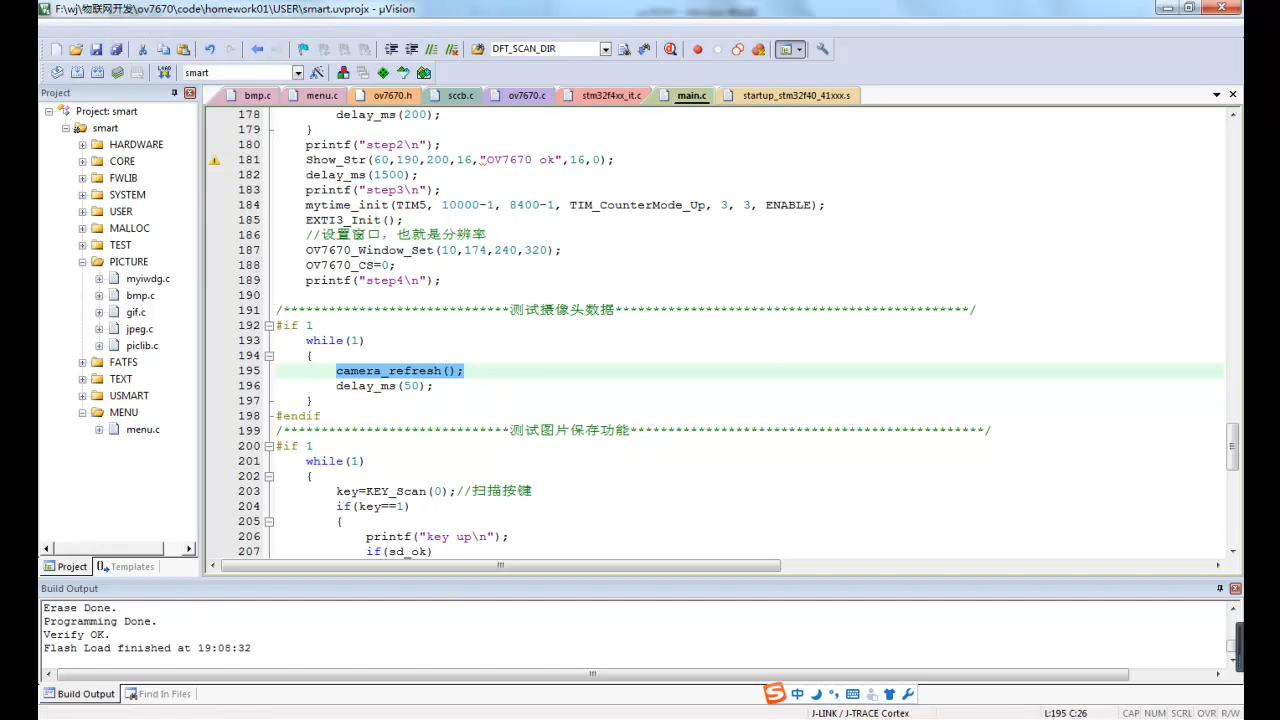 F:\wj\物联网开发\ov7670\code\homework01\USER\smart.uvprojx - µVision
DFT_SCAN_DIR
smart
Project
bmp.c menu.c ov7670.h sccb.c ov7670.c stm32f4xx_it.c main.c startup_stm32f40_41xxx.s
Project: smart
smart
HARDWARE
CORE
FWLIB
SYSTEM
USER
MALLOC
TEST
PICTURE
myiwdg.c
bmp.c
gif.c
jpeg.c
piclib.c
FATFS
TEXT
USMART
MENU
menu.c
Project Templates
178 delay_ms(200);
179 }
180 printf("step2\n");
181 Show_Str(60,190,200,16,"OV7670 ok",16,0);
182 delay_ms(1500);
183 printf("step3\n");
184 mytime_init(TIM5, 10000-1, 8400-1, TIM_CounterMode_Up, 3, 3, ENABLE);
185 EXTI3_Init();
186 //设置窗口，也就是分辨率
187 OV7670_Window_Set(10,174,240,320);
188 OV7670_CS=0;
189 printf("step4\n");
190
191 /*******************************测试摄像头数据***********************************************/
192 #if 1
193 while(1)
194 {
195 camera_refresh();
196 delay_ms(50);
197 }
198 #endif
199 /*******************************测试图片保存功能***********************************************/
200 #if 1
201 while(1)
202 {
203 key=KEY_Scan(0);//扫描按键
204 if(key==1)
205 {
206 printf("key up\n");
207 if(sd_ok)
Build Output
Erase Done.
Programming Done.
Verify OK.
Flash Load finished at 19:08:32
Build Output Find In Files
中
J-LINK / J-TRACE Cortex L:195 C:26 CAP NUM SCRL OVR R/W